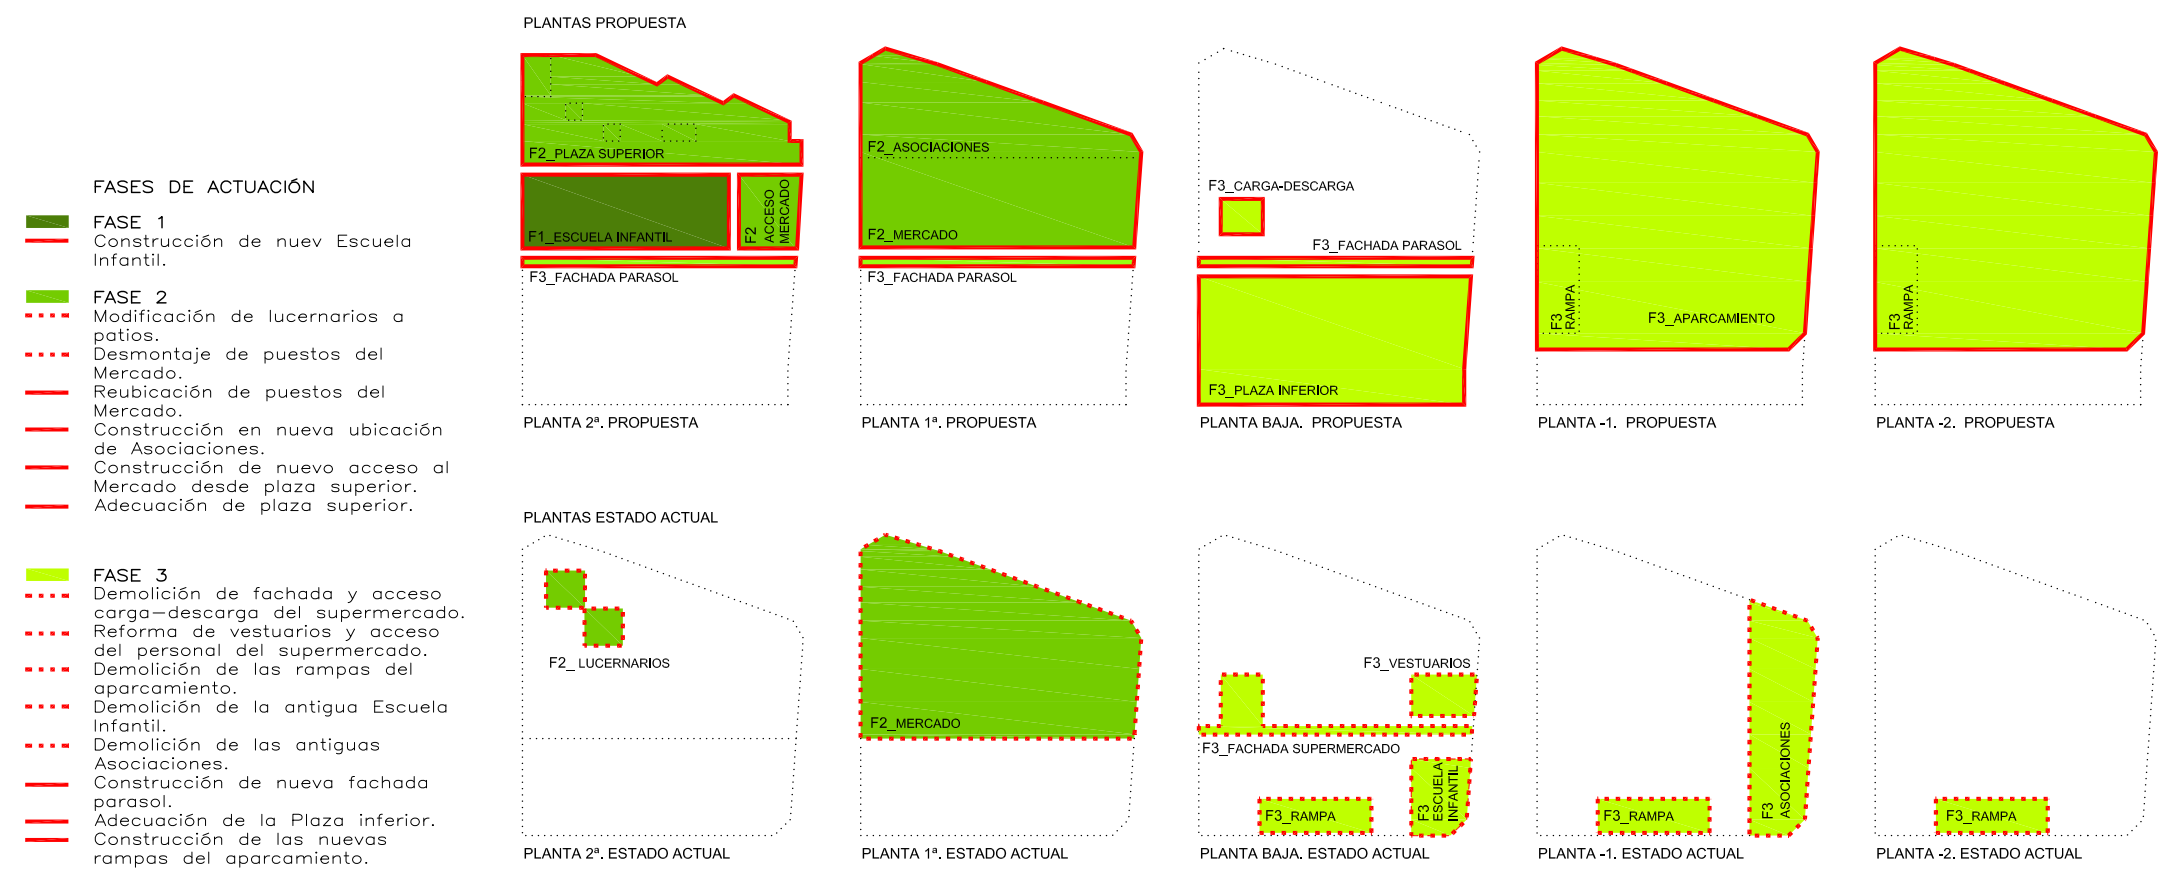 FASES DE ACTUACIÓN
FASE 1
Construcción de nuev Escuela
Infantil.
FASE 2
Modificación de lucernarios a
patios.
Desmontaje de puestos del
Mercado.
Reubicación de puestos del
Mercado.
Construcción en nueva ubicación
de Asociaciones.
Construcción de nuevo acceso al
Mercado desde plaza superior.
Adecuación de plaza superior.
FASE 3
Demolición de fachada y acceso
carga–descarga del supermercado.
Reforma de vestuarios y acceso
del personal del supermercado.
Demolición de las rampas del
aparcamiento.
Demolición de la antigua Escuela
Infantil.
Demolición de las antiguas
Asociaciones.
Construcción de nueva fachada
parasol.
Adecuación de la Plaza inferior.
Construcción de las nuevas
rampas del aparcamiento.
PLANTAS PROPUESTA
F2_PLAZA SUPERIOR
F1_ESCUELA INFANTIL
F2
ACCESO
MERCADO
F3_FACHADA PARASOL
PLANTA 2ª. PROPUESTA
F2_ASOCIACIONES
F2_MERCADO
F3_FACHADA PARASOL
PLANTA 1ª. PROPUESTA
F3_CARGA-DESCARGA
F3_FACHADA PARASOL
F3_PLAZA INFERIOR
PLANTA BAJA. PROPUESTA
F3
RAMPA
F3_APARCAMIENTO
PLANTA -1. PROPUESTA
F3
RAMPA
PLANTA -2. PROPUESTA
PLANTAS ESTADO ACTUAL
F2_ LUCERNARIOS
PLANTA 2ª. ESTADO ACTUAL
F2_MERCADO
PLANTA 1ª. ESTADO ACTUAL
F3_VESTUARIOS
F3_FACHADA SUPERMERCADO
F3_RAMPA
F3
ESCUELA
INFANTIL
PLANTA BAJA. ESTADO ACTUAL
F3_RAMPA
F3
ASOCIACIONES
PLANTA -1. ESTADO ACTUAL
F3_RAMPA
PLANTA -2. ESTADO ACTUAL